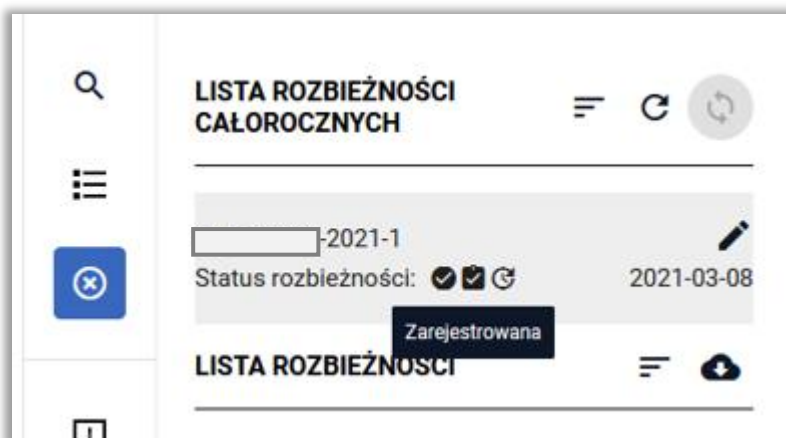 LISTA ROZBIEŻNOŚCI
CAŁOROCZNYCH
-2021-1
Status rozbieżności:
2021-03-08
Zarejestrowana
LISTA ROZBIEŻNOŚCI